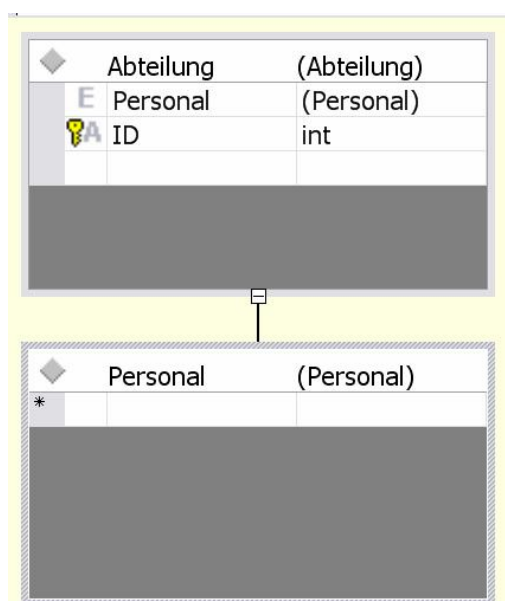 Abteilung (Abteilung)
E Personal (Personal)
A ID int
Personal (Personal)
*